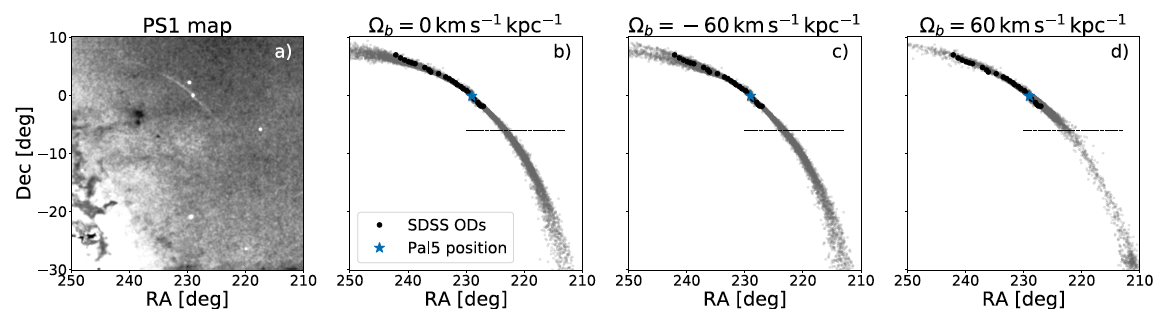 PS1 map
Ω_b = 0 km s⁻¹ kpc⁻¹
Ω_b = − 60 km s⁻¹ kpc⁻¹
Ω_b = 60 km s⁻¹ kpc⁻¹
a)
b)
c)
d)
Dec [deg]
10
0
−10
−20
−30
SDSS ODs
Pal5 position
250 240 230 220 210
250 240 230 220 210
250 240 230 220 210
250 240 230 220 210
RA [deg]
RA [deg]
RA [deg]
RA [deg]